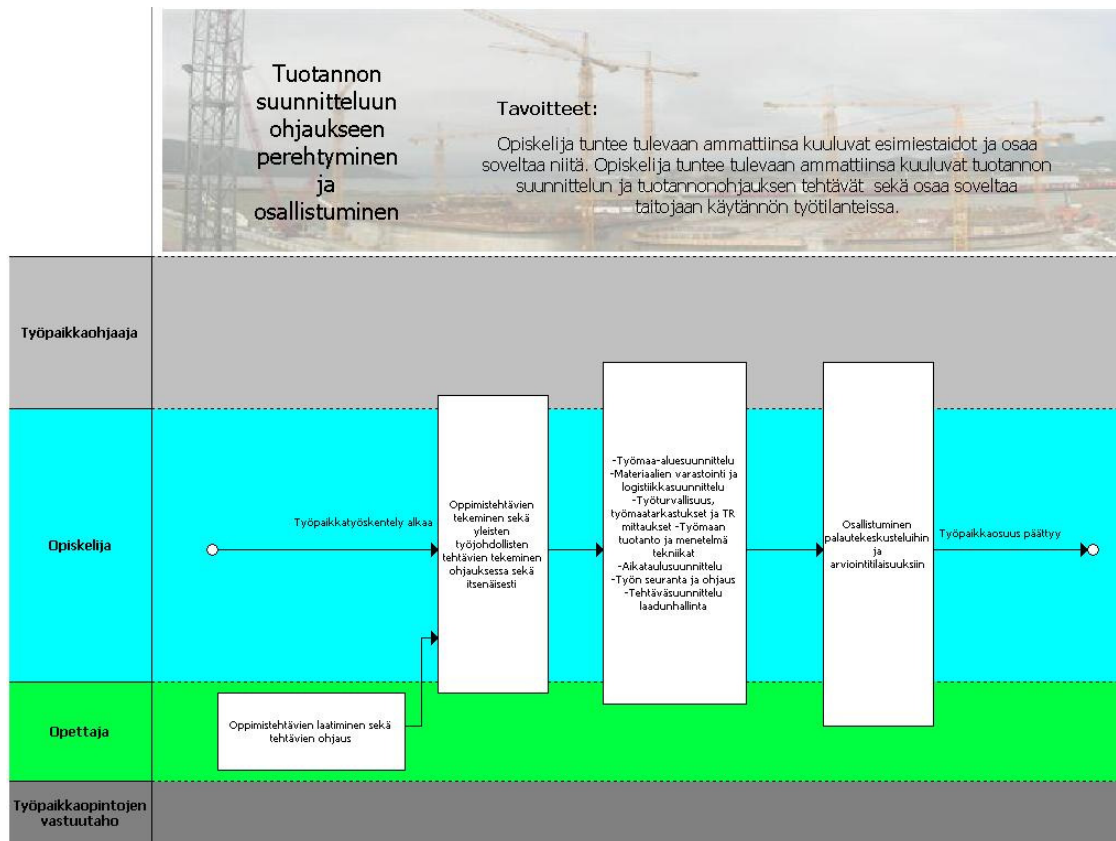 Tuotannon
suunnitteluun
ohjaukseen
perehtyminen
ja
osallistuminen
Tavoitteet:
Opiskelija tuntee tulevaan ammattiinsa kuuluvat esimiestaidot ja osaa
soveltaa niitä. Opiskelija tuntee tulevaan ammattiinsa kuuluvat tuotannon
suunnittelun ja tuotannonohjauksen tehtävät sekä osaa soveltaa
taitojaan käytännön työtilanteissa.
Työpaikkaohjaaja
Opiskelija
Työpaikkatyöskentely alkaa
Oppimistehtävien
tekeminen sekä
yleisten
työjohdollisten
tehtävien tekeminen
ohjauksessa sekä
itsenäisesti
-Työmaa-aluesuunnittelu
-Materiaalien varastointi ja
logistiikkasuunnittelu
-Työturvallisuus,
työmaatarkastukset ja TR
mittaukset -Työmaan
tuotanto ja menetelmä
tekniikat
-Aikataulusuunnittelu
-Työn seuranta ja ohjaus
-Tehtäväsuunnittelu
laadunhallinta
Osallistuminen
palautekeskusteluihin
ja
arviointitilaisuuksiin
Työpaikkaosuus päättyy
Opettaja
Oppimistehtävien laatiminen sekä
tehtävien ohjaus
Työpaikkaopintojen
vastuutaho